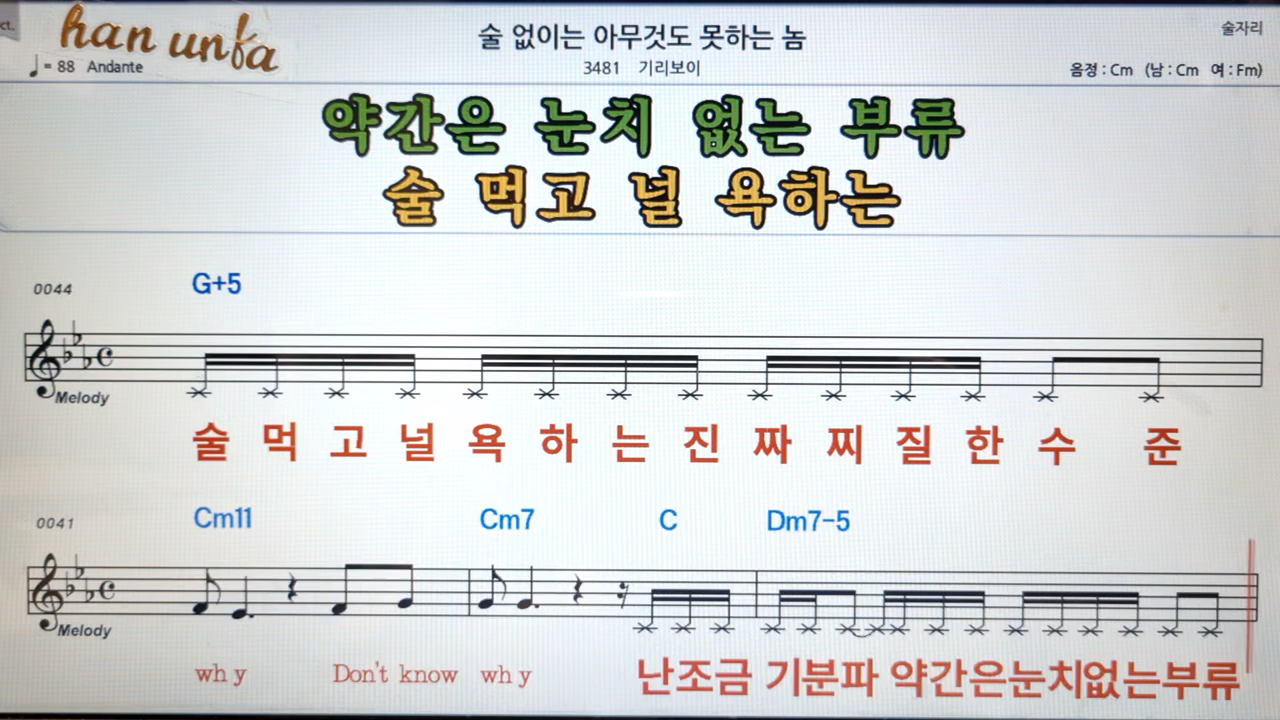 ct.
han unfa
술 없이는 아무것도 못하는 놈
술자리
♩= 88 Andante
3481 기리보이
음정 : Cm (남 : Cm 여 : Fm)
약간은 눈치 없는 부류
술 먹고 널 욕하는
0044
G+5
Melody
술 먹 고 널 욕 하 는 진 짜 찌 질 한 수 준
0041
Cm11 Cm7 C Dm7-5
Melody
why Don't know why 난조금 기분파 약간은눈치없는부류